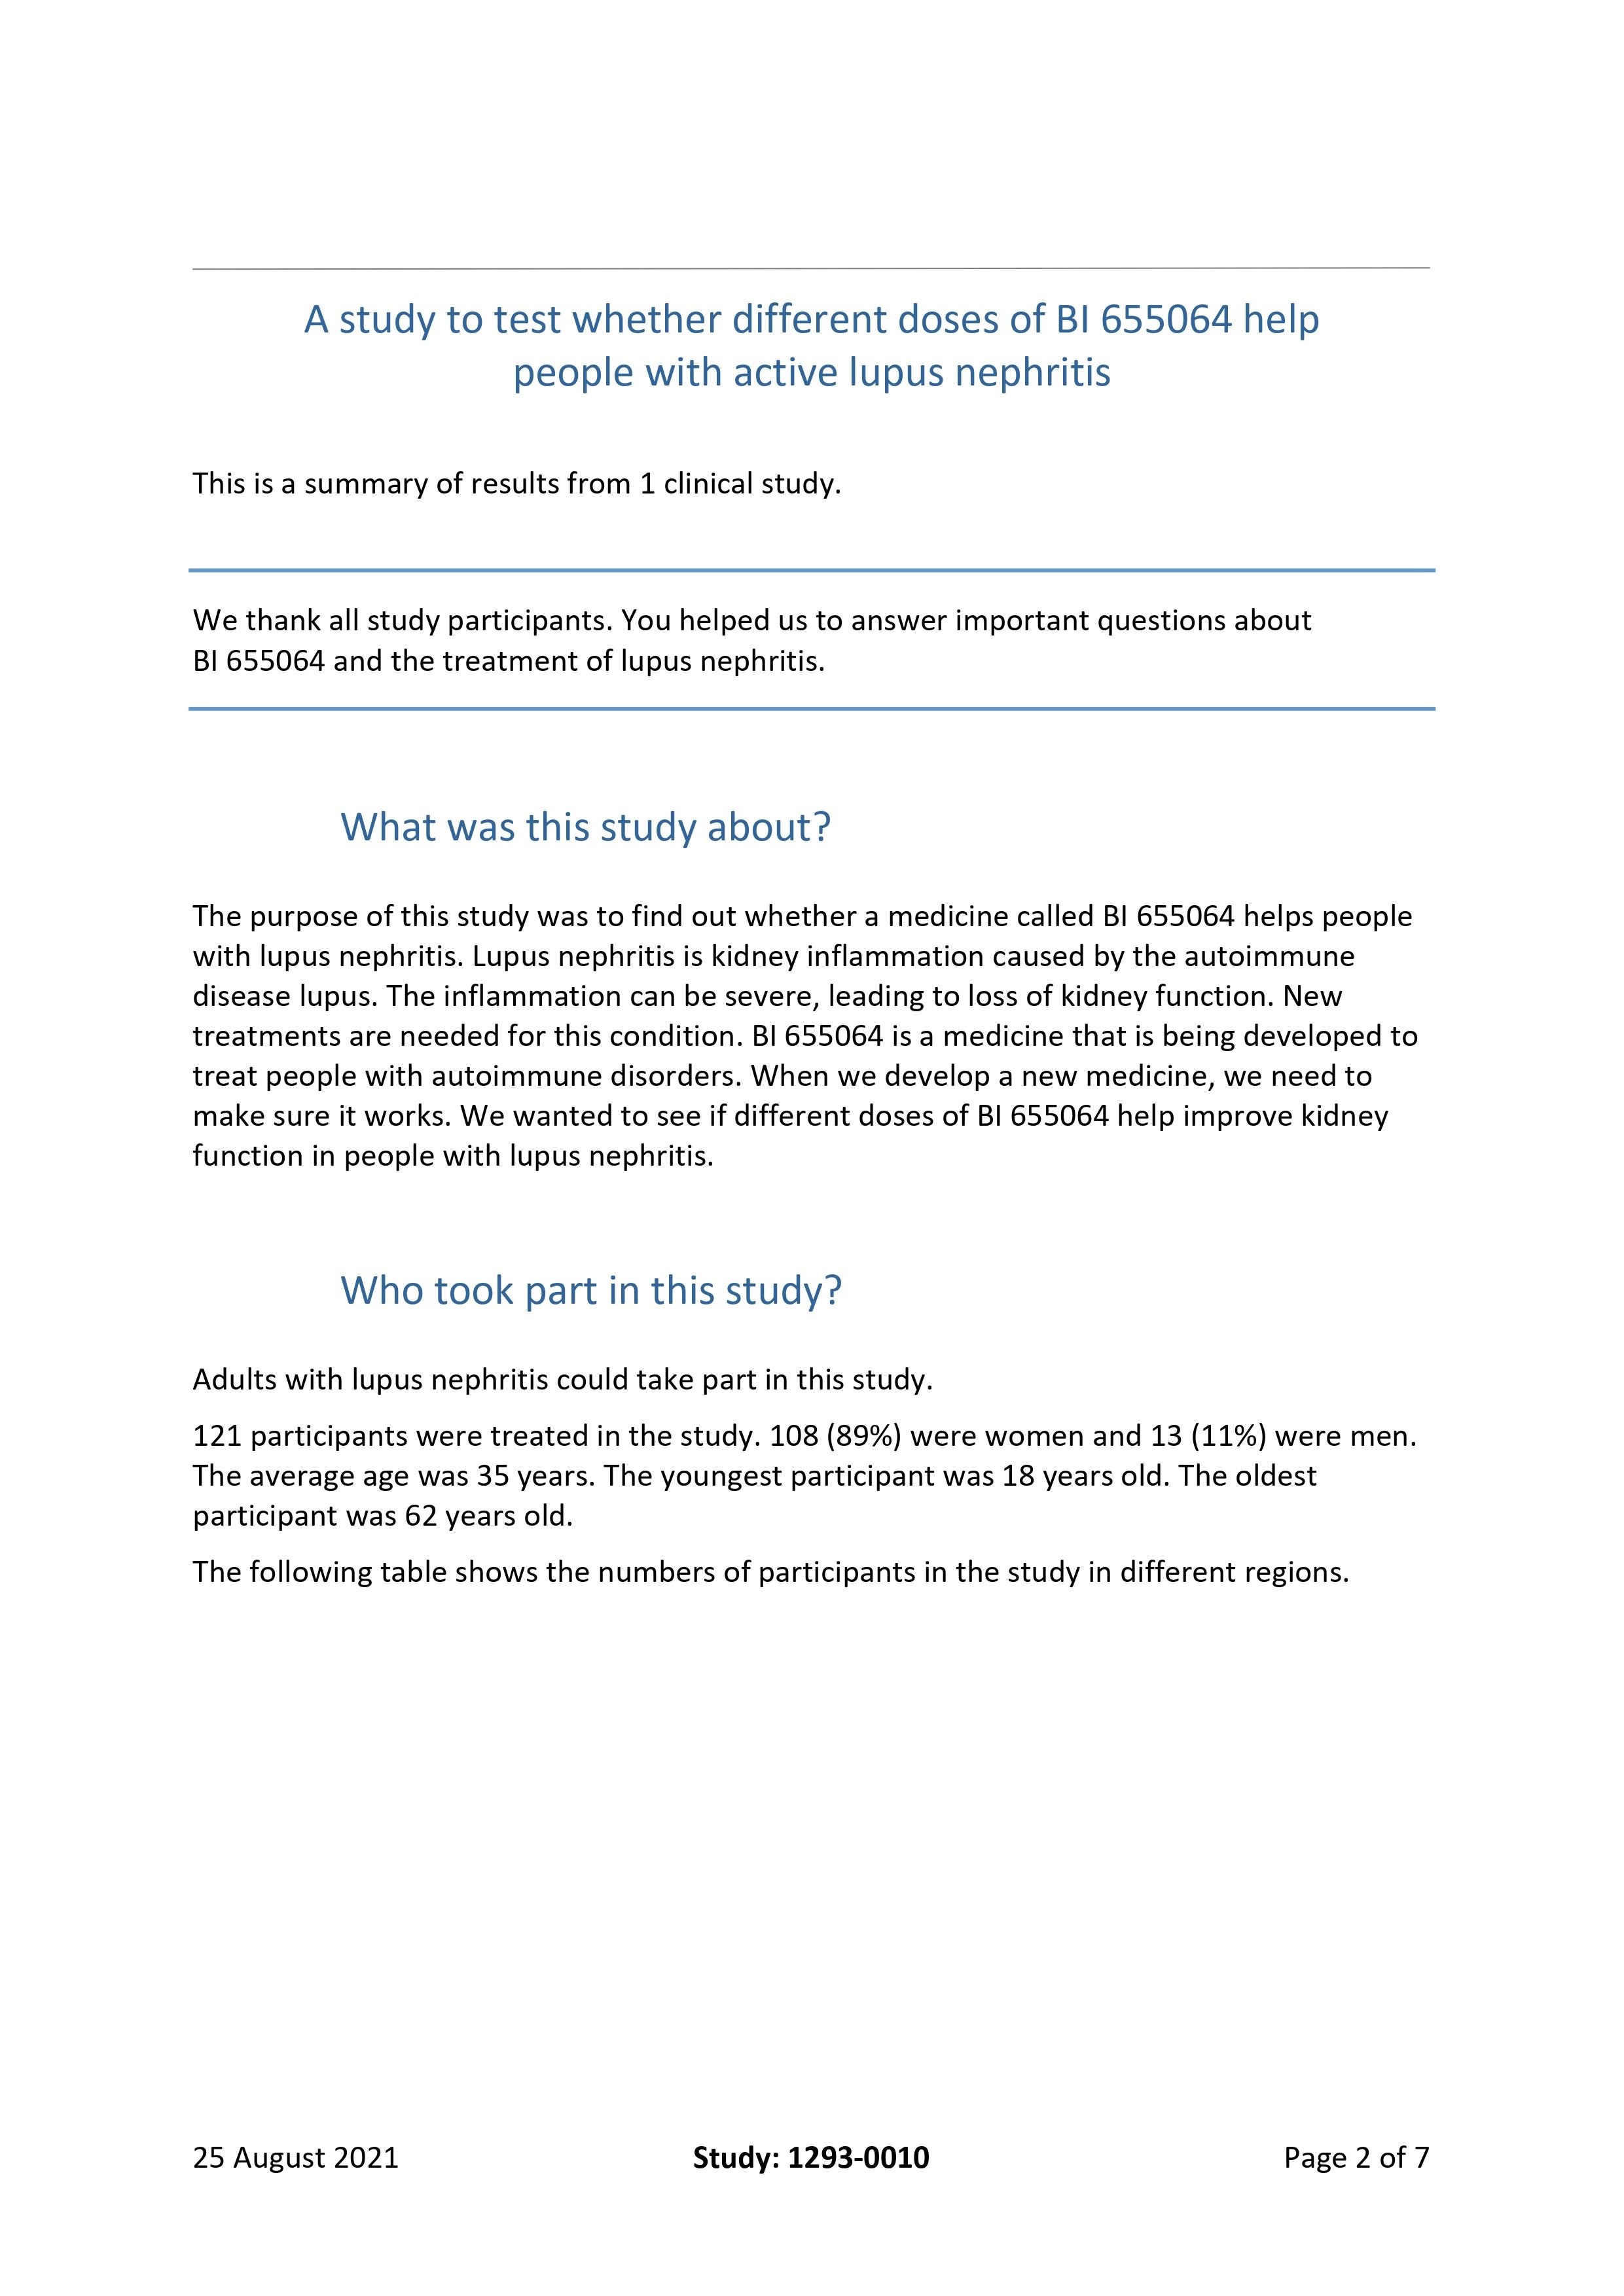 A study to test whether different doses of BI 655064 help
people with active lupus nephritis
This is a summary of results from 1 clinical study.
We thank all study participants. You helped us to answer important questions about
BI 655064 and the treatment of lupus nephritis.
What was this study about?
The purpose of this study was to find out whether a medicine called BI 655064 helps people
with lupus nephritis. Lupus nephritis is kidney inflammation caused by the autoimmune
disease lupus. The inflammation can be severe, leading to loss of kidney function. New
treatments are needed for this condition. BI 655064 is a medicine that is being developed to
treat people with autoimmune disorders. When we develop a new medicine, we need to
make sure it works. We wanted to see if different doses of BI 655064 help improve kidney
function in people with lupus nephritis.
Who took part in this study?
Adults with lupus nephritis could take part in this study.
121 participants were treated in the study. 108 (89%) were women and 13 (11%) were men.
The average age was 35 years. The youngest participant was 18 years old. The oldest
participant was 62 years old.
The following table shows the numbers of participants in the study in different regions.
25 August 2021 Study: 1293-0010 Page 2 of 7